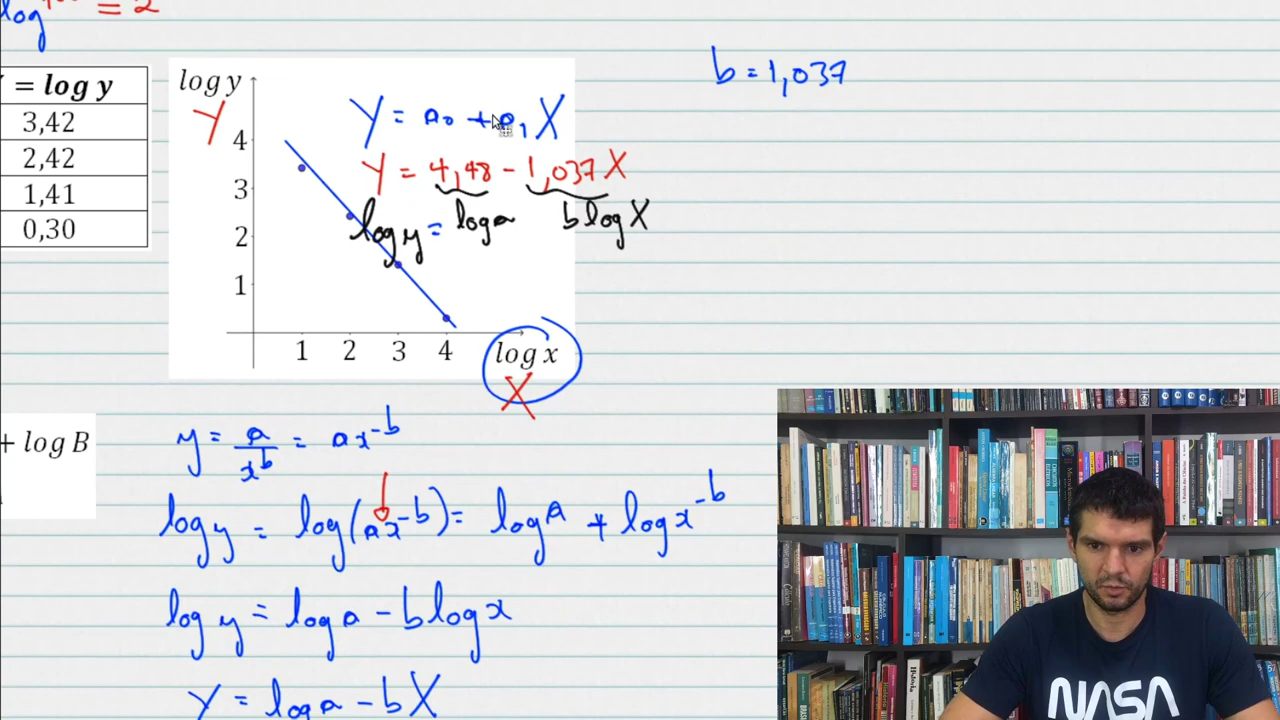 log 100 = 2
= log y
3,42
2,42
1,41
0,30
log y
Y
Y = a₀ + a₁ X
Y = 4,48 - 1,037 X
log y = log a b log X
4
3
2
1
1 2 3 4
log x
X
b = 1,037
+ log B
y = a/x^b = a x^-b
log y = log(a x^-b) = log a + log x^-b
log y = log a - b log x
Y = log a - b X
NASA